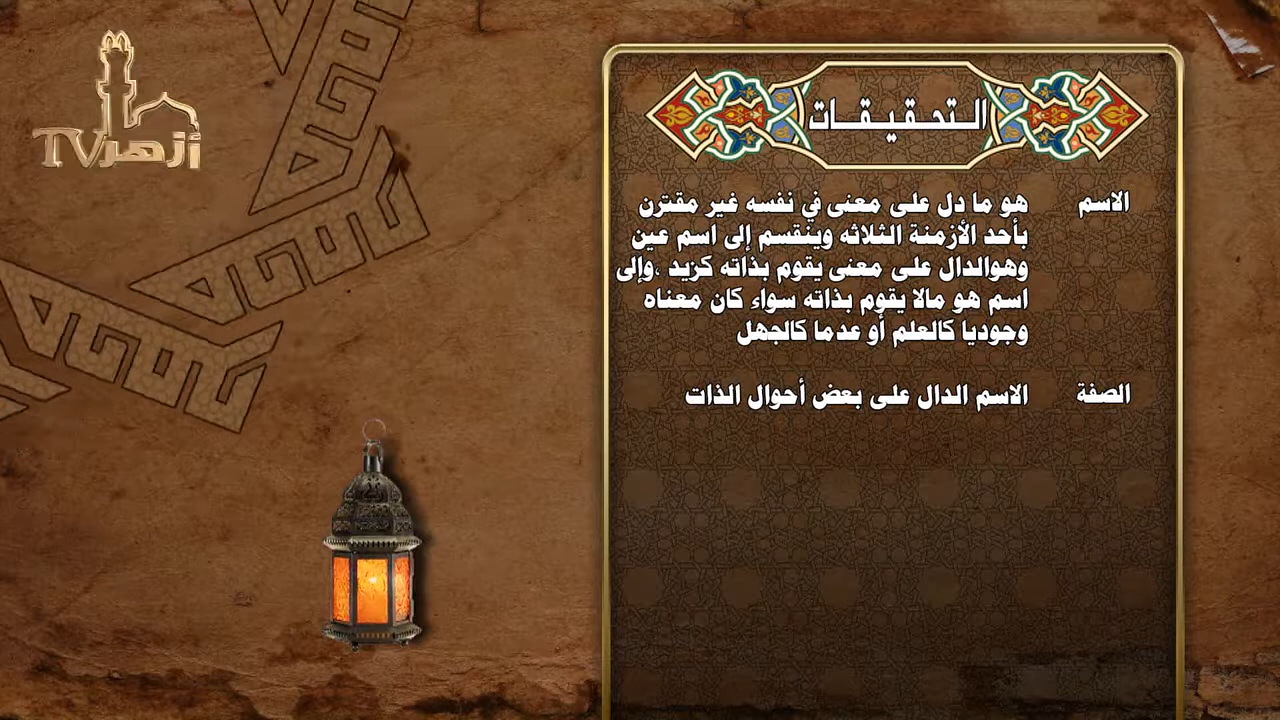 أزهر TV
التحقيقات
الاسم هو ما دل على معنى في نفسه غير مقترن
بأحد الأزمنة الثلاثه وينقسم إلى اسم عين
وهوالدال على معنى يقوم بذاته كزيد ،وإلى
اسم هو مالا يقوم بذاته سواء كان معناه
وجوديا كالعلم أو عدما كالجهل
الصفة الاسم الدال على بعض أحوال الذات